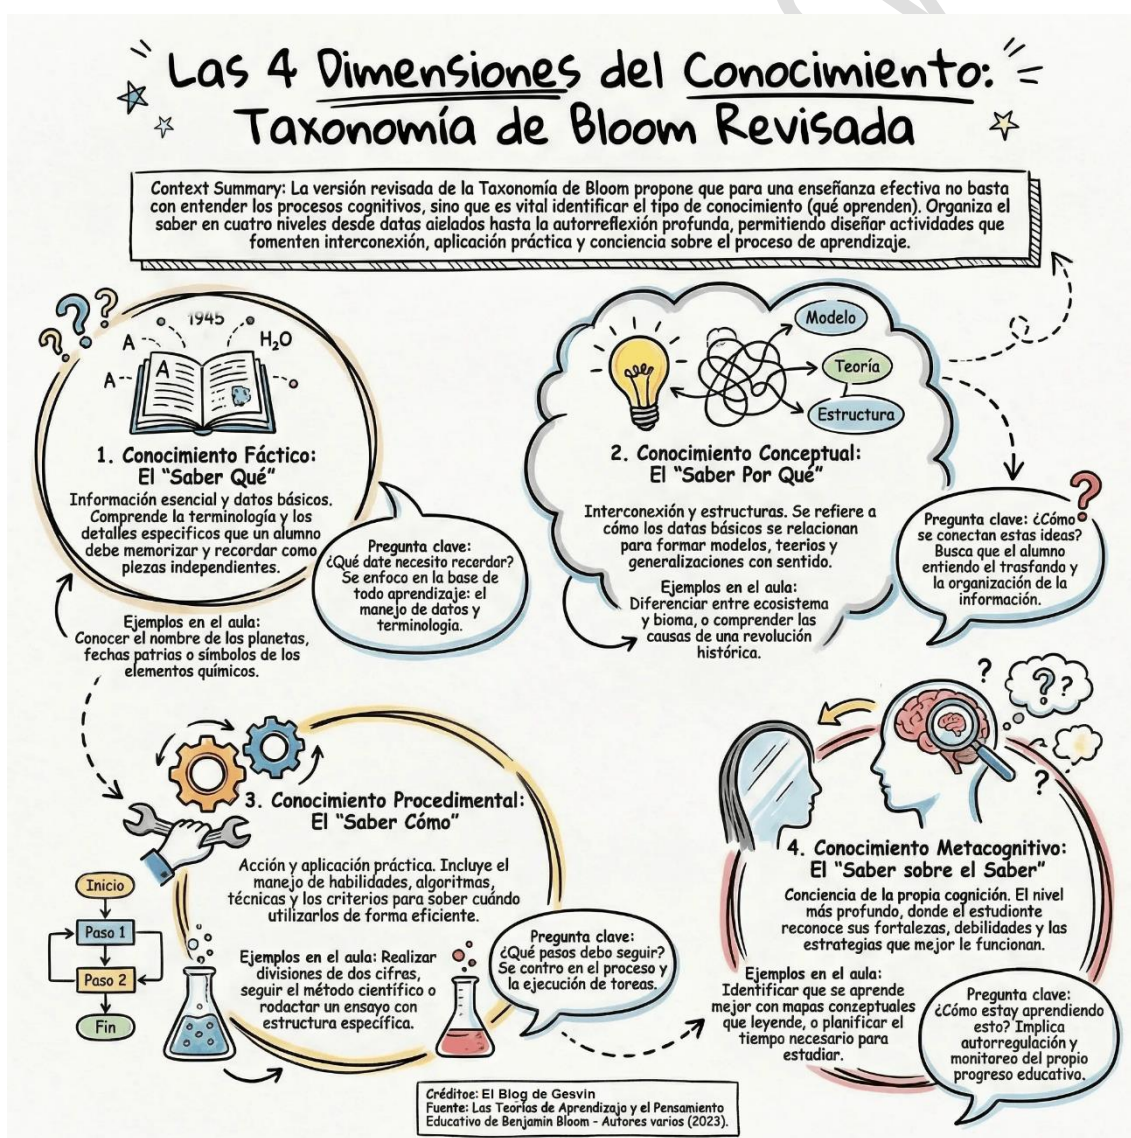 Las 4 Dimensiones del Conocimiento:
Taxonomía de Bloom Revisada
Context Summary: La versión revisada de la Taxonomía de Bloom propone que para una enseñanza efectiva no basta
con entender los procesos cognitivos, sino que es vital identificar el tipo de conocimiento (qué oprenden). Organiza el
saber en cuatro niveles desde datas aielados hasta la autorreflexión profunda, permitiendo diseñar actividades que
fomenten interconexión, aplicación práctica y conciencia sobre el proceso de aprendizaje.
???
1945
A
H₂O
A
A
1. Conocimiento Fáctico:
El "Saber Qué"
Información esencial y datos básicos.
Comprende la terminología y los
detalles especificos que un alumno
debe memorizar y recordar como
piezas independientes.
Pregunta clave:
¿Qué date necesito recordar?
Se enfoco en la base de
todo aprendizaje: el
manejo de datos y
terminologia.
Ejemplos en el aula:
Conocer el nombre de los planetas,
fechas patrias o símbolos de los
elementos químicos.
Modelo
Teoría
Estructura
2. Conocimiento Conceptual:
El "Saber Por Qué"
Interconexión y estructuras. Se refiere a
cómo los datas básicos se relacionan
para formar modelos, teerios y
generalizaciones con sentido.
Ejemplos en el aula:
Diferenciar entre ecosistema
y bioma, o comprender las
causas de una revolución
histórica.
?
Pregunta clave: ¿Cómo
se conectan estas ideas?
Busca que el alumno
entiendo el trasfando y
la organización de la
información.
3. Conocimiento Procedimental:
El "Saber Cómo"
Acción y aplicación práctica. Incluye el
manejo de habilidades, algoritmas,
técnicas y los criterios para sober cuándo
utilizarlos de forma eficiente.
Ejemplos en el aula: Realizar
divisiones de dos cifras,
seguir el método científico o
rodactar un ensayo con
estructura específica.
Inicio
Paso 1
Paso 2
Fin
Pregunta clave:
¿Qué pasos debo seguir?
Se contro en el proceso y
la ejecución de toreas.
?
??
?
4. Conocimiento Metacognitivo:
El "Saber sobre el Saber"
Conciencia de la propia cognición. El nivel
más profundo, donde el estudionte
reconoce sus fortalezas, debilidades y las
estrategias que mejor le funcionan.
Ejemplos en el aula:
Identificar que se aprende
mejor con mapas conzeptuales
que leyende, o planificar el
tiempo necesario para
estudiar.
Pregunta clave:
¿Cómo estay aprendiendo
esto? Implica
autorregulación y
monitoreo del propio
progreso educativo.
Créditoe: El Blog de Gesvin
Fuente: Las Teorías de Aprendizajo y el Pensamiento
Educativo de Benjamin Bloom - Autores varios (2023).